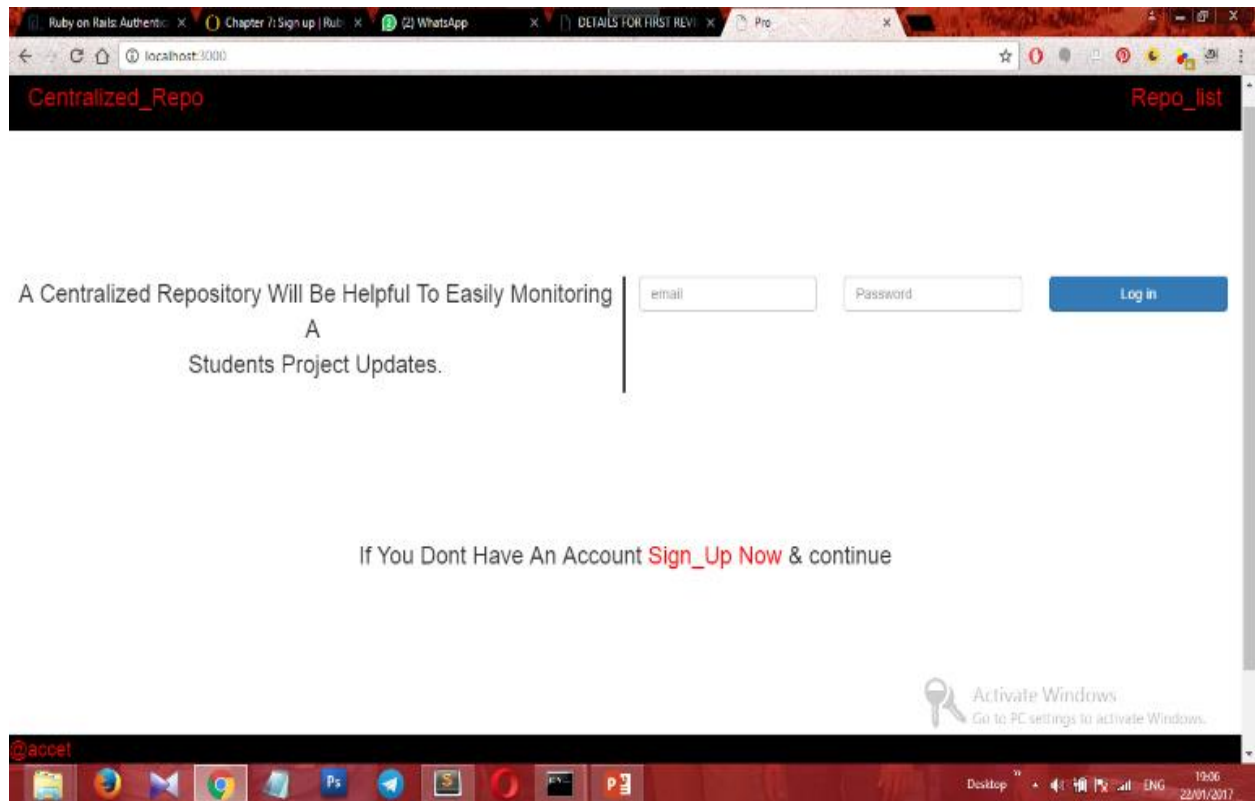 Ruby on Rails: Authentic
Chapter 7: Sign up | Rub
(2) WhatsApp
DETAILS FOR FIRST REVI
Pro
localhost:3000
Centralized_Repo
Repo_list
A Centralized Repository Will Be Helpful To Easily Monitoring
A
Students Project Updates.
email
Password
Log in
If You Dont Have An Account Sign_Up Now & continue
Activate Windows
Go to PC settings to activate Windows.
@accet
Ps
S
Desktop
ENG
19:06
22/01/2017